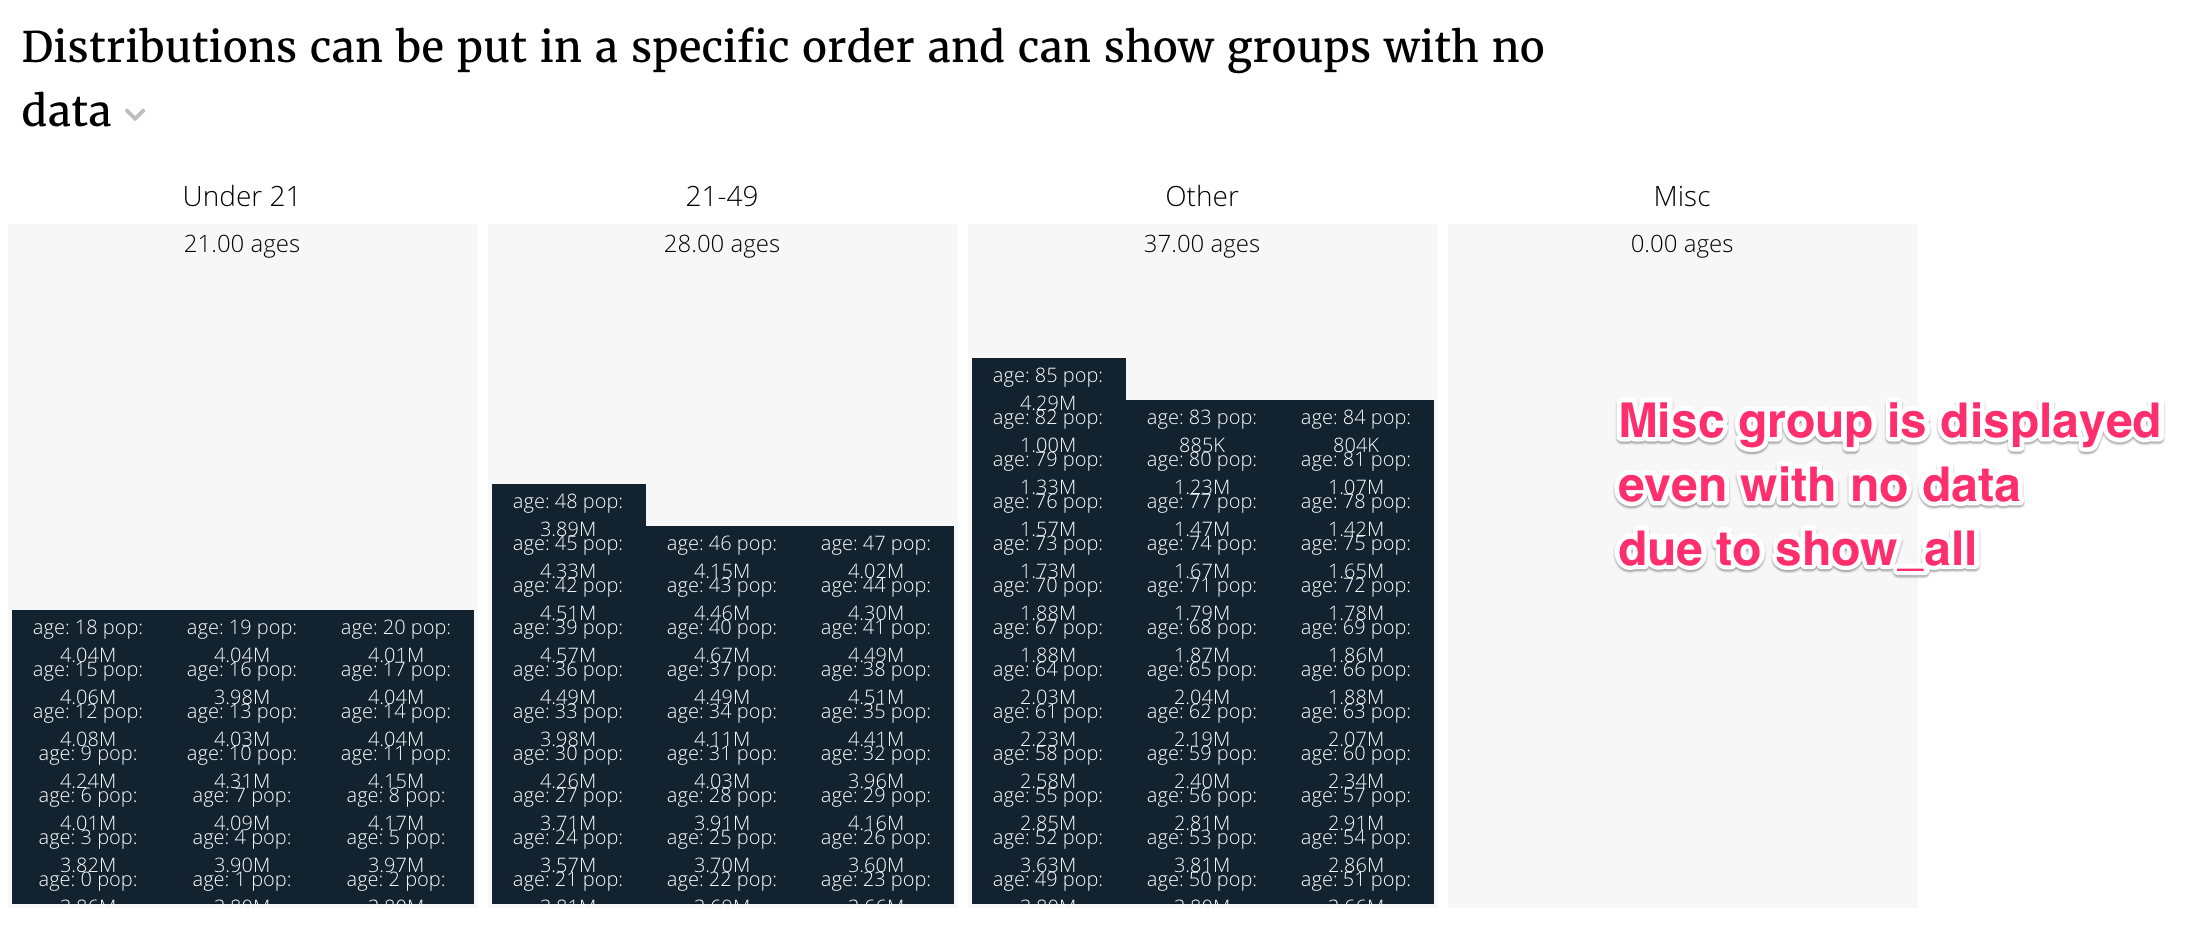 Distributions can be put in a specific order and can show groups with no
data
Under 21
21.00 ages
age: 18 pop: age: 19 pop: age: 20 pop:
4.04M 4.04M 4.01M
age: 15 pop: age: 16 pop: age: 17 pop:
4.06M 3.98M 4.04M
age: 12 pop: age: 13 pop: age: 14 pop:
4.08M 4.03M 4.04M
age: 9 pop: age: 10 pop: age: 11 pop:
4.24M 4.31M 4.15M
age: 6 pop: age: 7 pop: age: 8 pop:
4.01M 4.09M 4.17M
age: 3 pop: age: 4 pop: age: 5 pop:
3.82M 3.90M 3.97M
age: 0 pop: age: 1 pop: age: 2 pop:
21-49
28.00 ages
age: 48 pop:
3.89M
age: 45 pop: age: 46 pop: age: 47 pop:
4.33M 4.15M 4.02M
age: 42 pop: age: 43 pop: age: 44 pop:
4.51M 4.46M 4.30M
age: 39 pop: age: 40 pop: age: 41 pop:
4.57M 4.67M 4.49M
age: 36 pop: age: 37 pop: age: 38 pop:
4.49M 4.49M 4.51M
age: 33 pop: age: 34 pop: age: 35 pop:
3.98M 4.11M 4.41M
age: 30 pop: age: 31 pop: age: 32 pop:
4.26M 4.03M 3.96M
age: 27 pop: age: 28 pop: age: 29 pop:
3.71M 3.91M 4.16M
age: 24 pop: age: 25 pop: age: 26 pop:
3.57M 3.70M 3.60M
age: 21 pop: age: 22 pop: age: 23 pop:
Other
37.00 ages
age: 85 pop:
4.29M
age: 82 pop: age: 83 pop: age: 84 pop:
1.00M 885K 804K
age: 79 pop: age: 80 pop: age: 81 pop:
1.33M 1.23M 1.07M
age: 76 pop: age: 77 pop: age: 78 pop:
1.57M 1.47M 1.42M
age: 73 pop: age: 74 pop: age: 75 pop:
1.73M 1.67M 1.65M
age: 70 pop: age: 71 pop: age: 72 pop:
1.88M 1.79M 1.78M
age: 67 pop: age: 68 pop: age: 69 pop:
1.88M 1.87M 1.86M
age: 64 pop: age: 65 pop: age: 66 pop:
2.03M 2.04M 1.88M
age: 61 pop: age: 62 pop: age: 63 pop:
2.23M 2.19M 2.07M
age: 58 pop: age: 59 pop: age: 60 pop:
2.58M 2.40M 2.34M
age: 55 pop: age: 56 pop: age: 57 pop:
2.85M 2.81M 2.91M
age: 52 pop: age: 53 pop: age: 54 pop:
3.63M 3.81M 2.86M
age: 49 pop: age: 50 pop: age: 51 pop:
Misc
0.00 ages
Misc group is displayed
even with no data
due to show_all